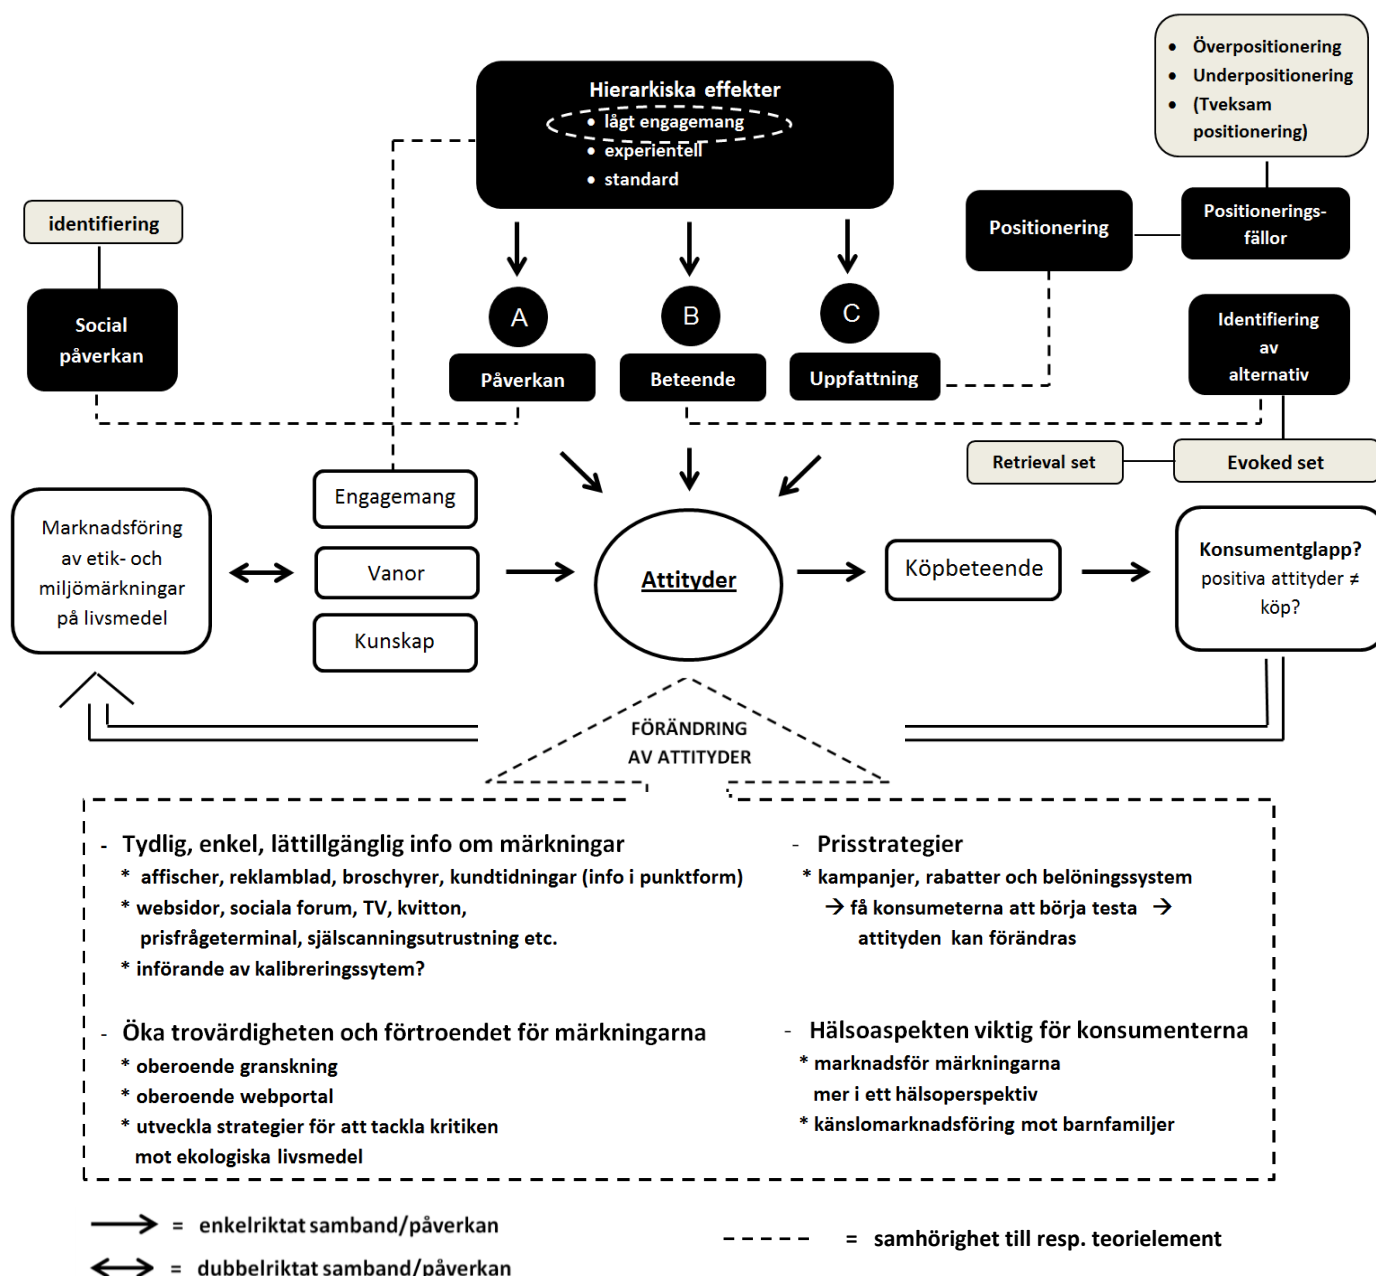 • Överpositionering
• Underpositionering
• (Tveksam
positionering)
Hierarkiska effekter
• lågt engagemang
• experientell
• standard
identifiering
Positionering
Positionerings-
fällor
Social
påverkan
A
B
C
Påverkan
Beteende
Uppfattning
Identifiering
av
alternativ
Retrieval set
Evoked set
Marknadsföring
av etik- och
miljömärkningar
på livsmedel
Engagemang
Vanor
Kunskap
Attityder
Köpbeteende
Konsumentglapp?
positiva attityder ≠
köp?
FÖRÄNDRING
AV ATTITYDER
- Tydlig, enkel, lättillgänglig info om märkningar
* affischer, reklamblad, broschyrer, kundtidningar (info i punktform)
* websidor, sociala forum, TV, kvitton,
prisfrågeterminal, själscanningsutrustning etc.
* införande av kalibreringssytem?
- Prisstrategier
* kampanjer, rabatter och belöningssystem
→ få konsumeterna att börja testa →
attityden kan förändras
- Öka trovärdigheten och förtroendet för märkningarna
* oberoende granskning
* oberoende webportal
* utveckla strategier för att tackla kritiken
mot ekologiska livsmedel
- Hälsoaspekten viktig för konsumenterna
* marknadsför märkningarna
mer i ett hälsoperspektiv
* känslomarknadsföring mot barnfamiljer
= enkelriktat samband/påverkan
= dubbelriktat samband/påverkan
= samhörighet till resp. teorielement